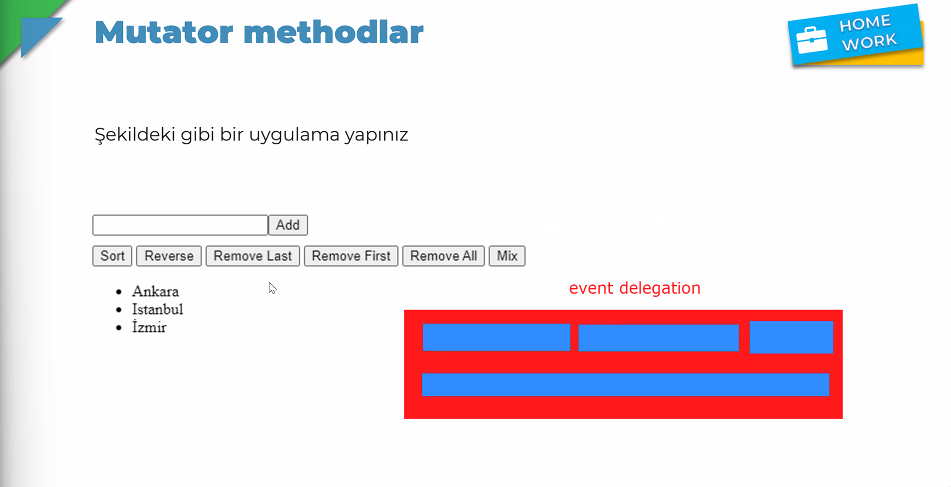 Mutator methodlar
HOME
WORK
Şekildeki gibi bir uygulama yapınız
Add
Sort Reverse Remove Last Remove First Remove All Mix
Ankara
Istanbul
İzmir
event delegation